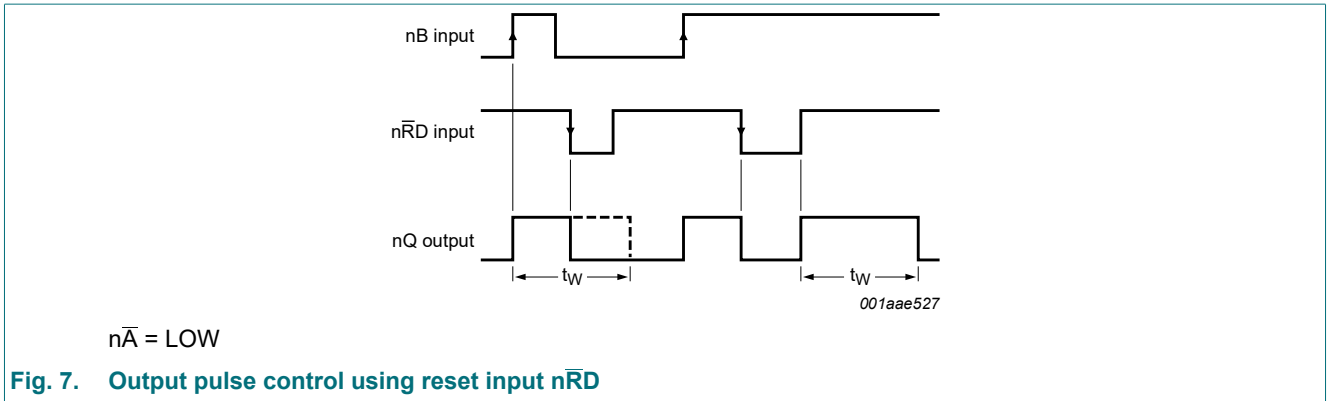 nB input
nR̅D input
nQ output
tW
tW
001aae527
nA̅ = LOW
Fig. 7. Output pulse control using reset input nR̅D